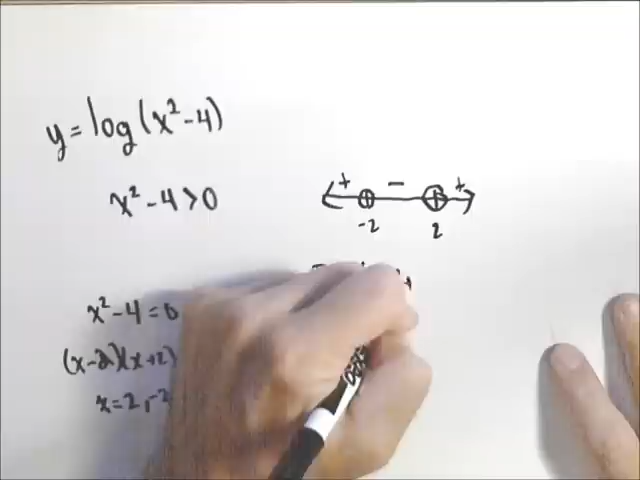 y = log(x² - 4)
x² - 4 > 0
+ - +
-2 2
x² - 4 = 0
(x-2)(x+2)
x = 2, -2